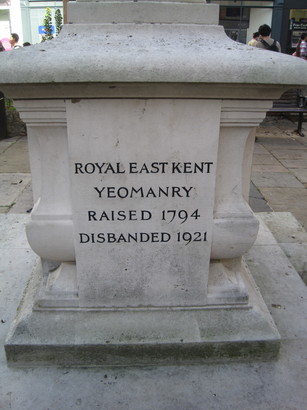 ROYAL EAST KENT
YEOMANRY
RAISED 1794
DISBANDED 1921